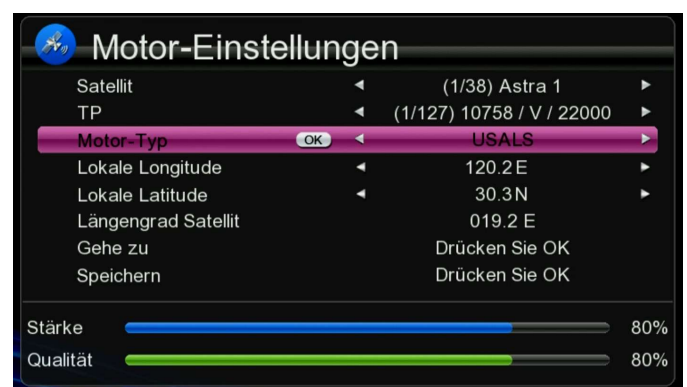 Motor-Einstellungen
Satellit (1/38) Astra 1
TP (1/127) 10758 / V / 22000
Motor-Typ OK USALS
Lokale Longitude 120.2 E
Lokale Latitude 30.3 N
Längengrad Satellit 019.2 E
Gehe zu Drücken Sie OK
Speichern Drücken Sie OK
Stärke 80%
Qualität 80%